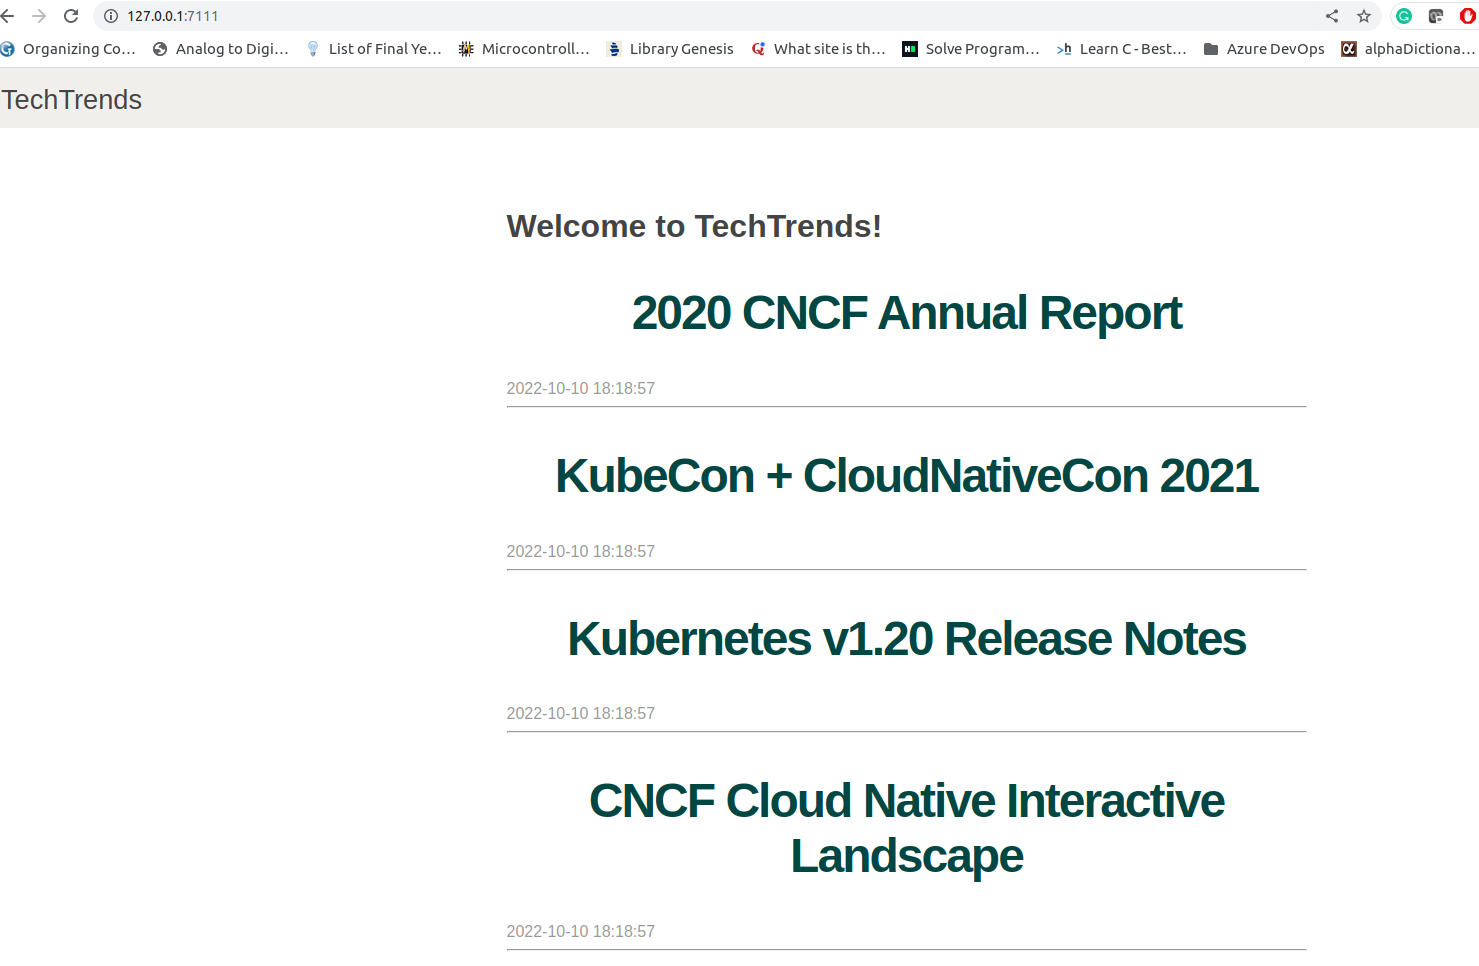 127.0.0.1:7111
Organizing Co... Analog to Digi... List of Final Ye... Microcontroll... Library Genesis What site is th... Solve Program... Learn C - Best... Azure DevOps alphaDictiona...
TechTrends
Welcome to TechTrends!
2020 CNCF Annual Report
2022-10-10 18:18:57
KubeCon + CloudNativeCon 2021
2022-10-10 18:18:57
Kubernetes v1.20 Release Notes
2022-10-10 18:18:57
CNCF Cloud Native Interactive
Landscape
2022-10-10 18:18:57